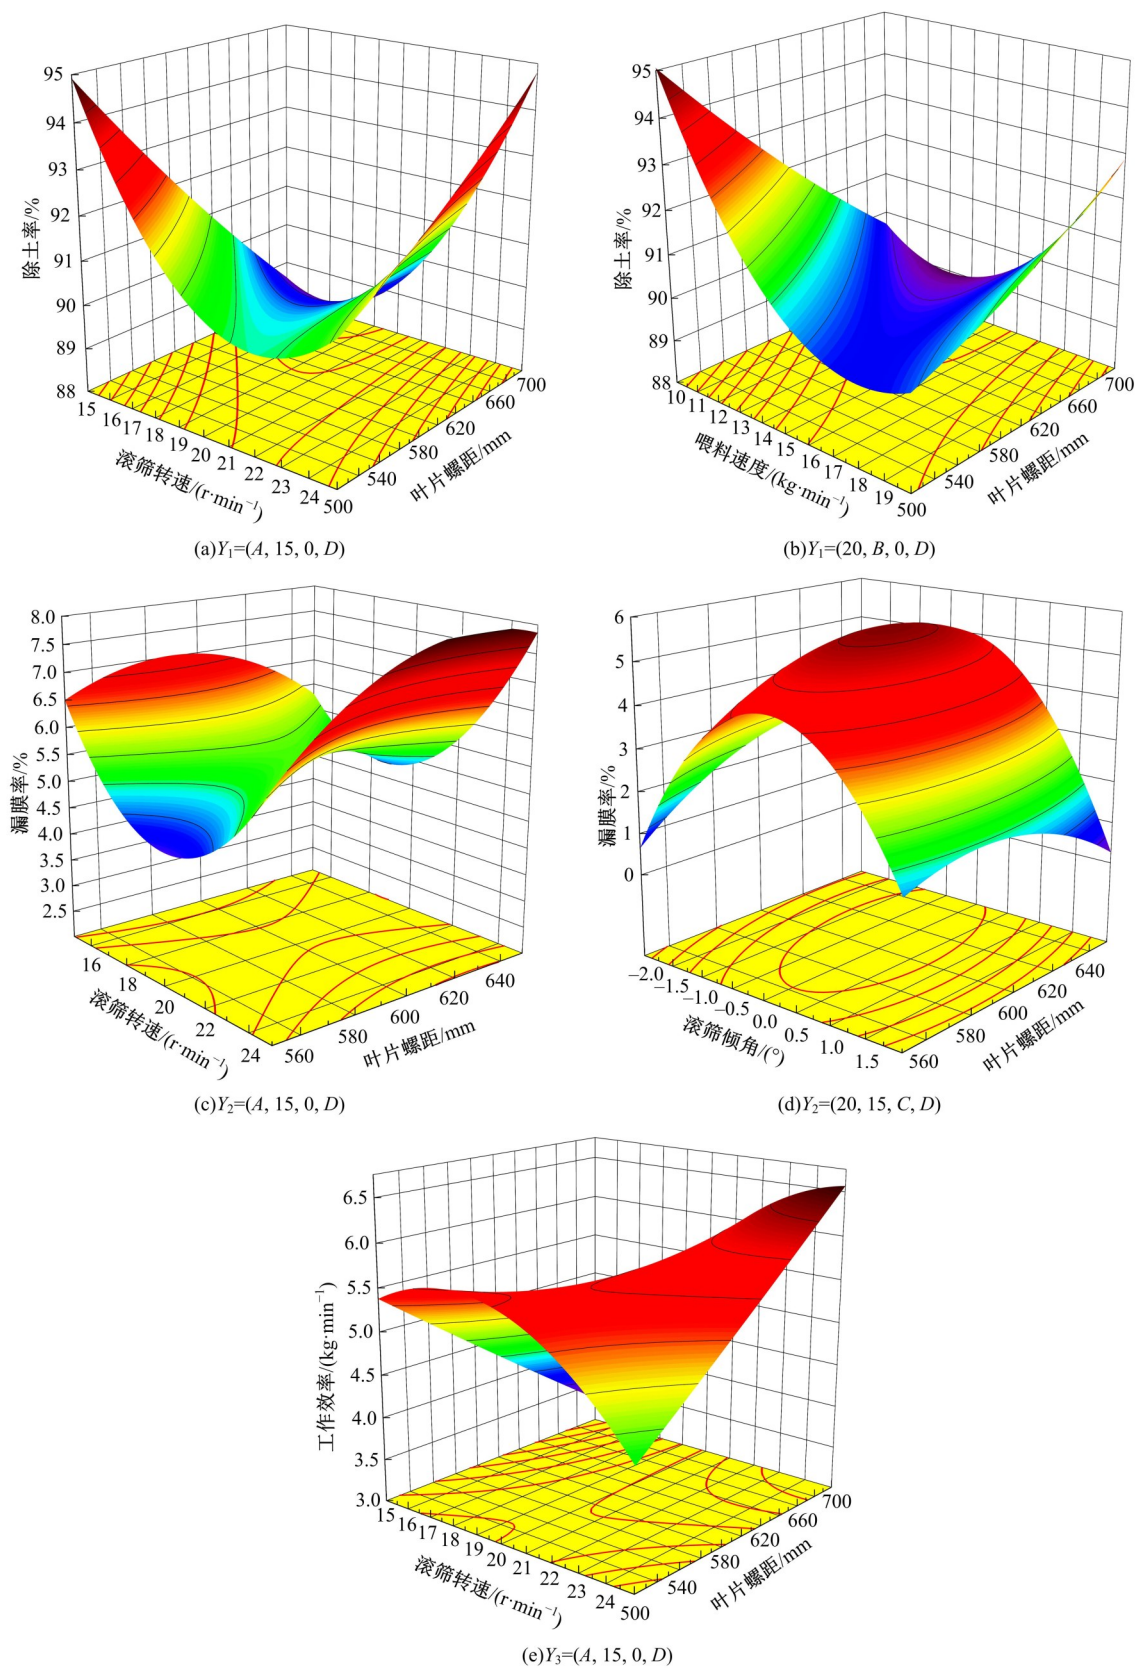 95
94
93
92
91
90
89
88
除土率/%
15 16 17 18 19 20 21 22 23 24
滚筛转速/(r·min⁻¹)
500 540 580 620 660 700
叶片螺距/mm
(a)Y₁=(A, 15, 0, D)
95
94
93
92
91
90
89
88
除土率/%
10 11 12 13 14 15 16 17 18 19
喂料速度/(kg·min⁻¹)
500 540 580 620 660 700
叶片螺距/mm
(b)Y₁=(20, B, 0, D)
8.0
7.5
7.0
6.5
6.0
5.5
5.0
4.5
4.0
3.5
3.0
2.5
漏膜率/%
16 18 20 22 24
滚筛转速/(r·min⁻¹)
560 580 600 620 640
叶片螺距/mm
(c)Y₂=(A, 15, 0, D)
6
5
4
3
2
1
0
漏膜率/%
–2.0 –1.5 –1.0 –0.5 0.0 0.5 1.0 1.5
滚筛倾角/(°)
560 580 600 620 640
叶片螺距/mm
(d)Y₂=(20, 15, C, D)
6.5
6.0
5.5
5.0
4.5
4.0
3.5
3.0
工作效率/(kg·min⁻¹)
15 16 17 18 19 20 21 22 23 24
滚筛转速/(r·min⁻¹)
500 540 580 620 660 700
叶片螺距/mm
(e)Y₃=(A, 15, 0, D)